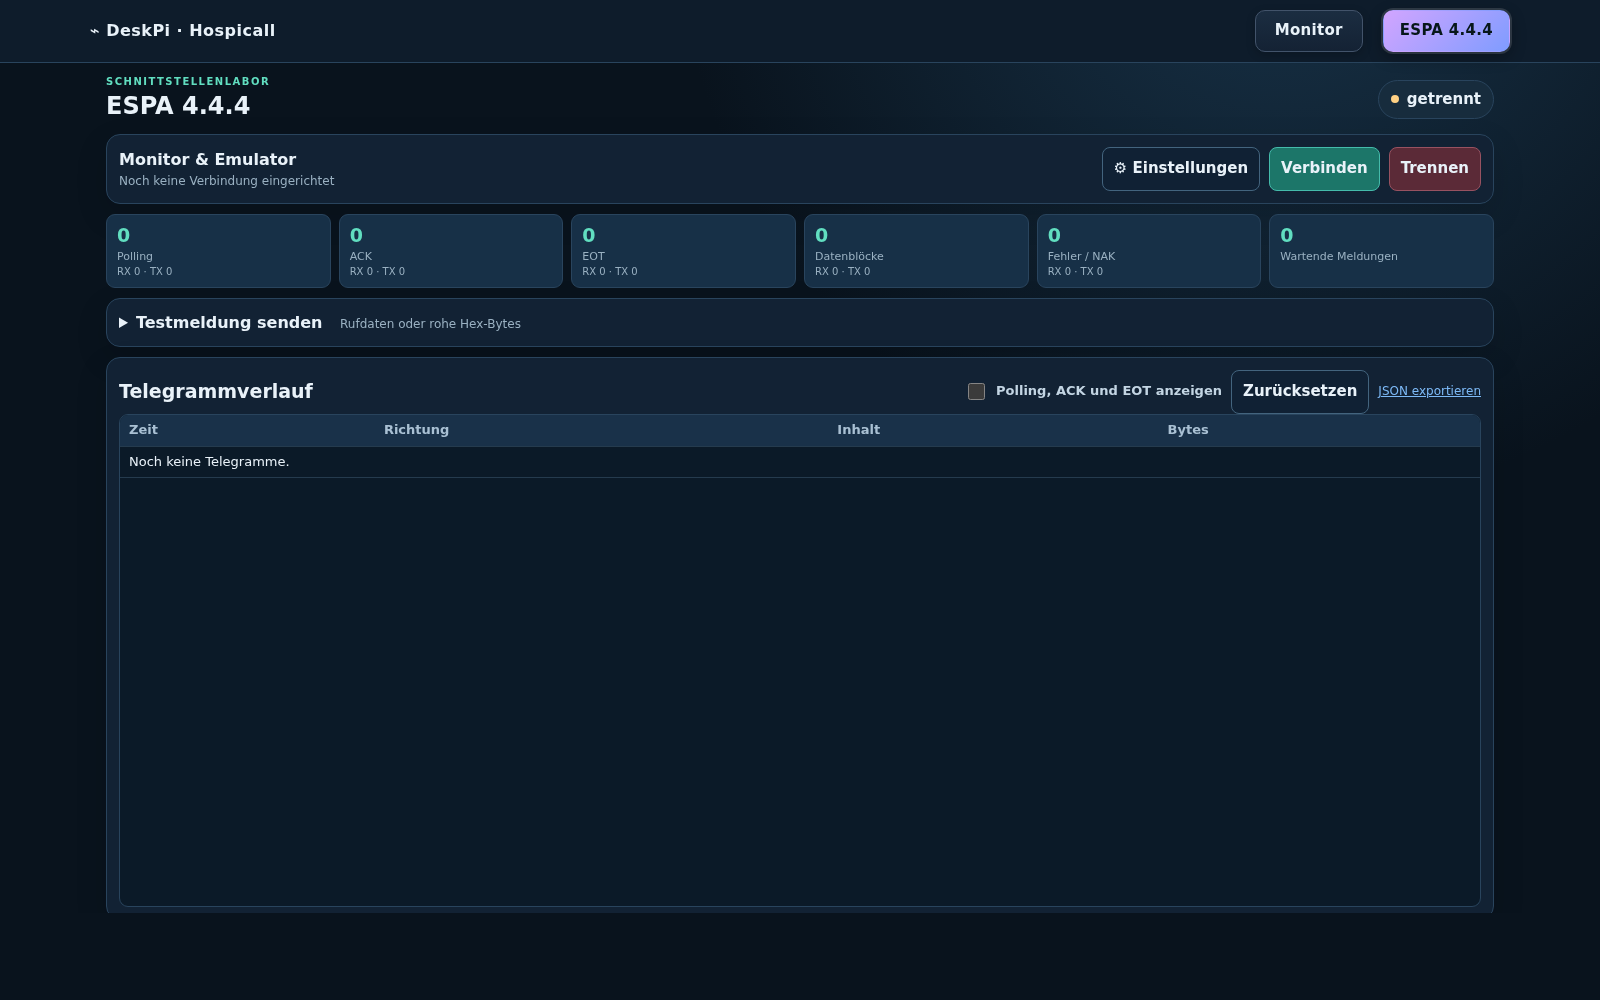 ⌁ DeskPi · Hospicall
Monitor
ESPA 4.4.4
SCHNITTSTELLENLABOR
ESPA 4.4.4
getrennt
Monitor & Emulator
Noch keine Verbindung eingerichtet
⚙ Einstellungen
Verbinden
Trennen
0
Polling
RX 0 · TX 0
0
ACK
RX 0 · TX 0
0
EOT
RX 0 · TX 0
0
Datenblöcke
RX 0 · TX 0
0
Fehler / NAK
RX 0 · TX 0
0
Wartende Meldungen
Testmeldung senden Rufdaten oder rohe Hex-Bytes
Telegrammverlauf
Polling, ACK und EOT anzeigen
Zurücksetzen
JSON exportieren
Zeit Richtung Inhalt Bytes
Noch keine Telegramme.